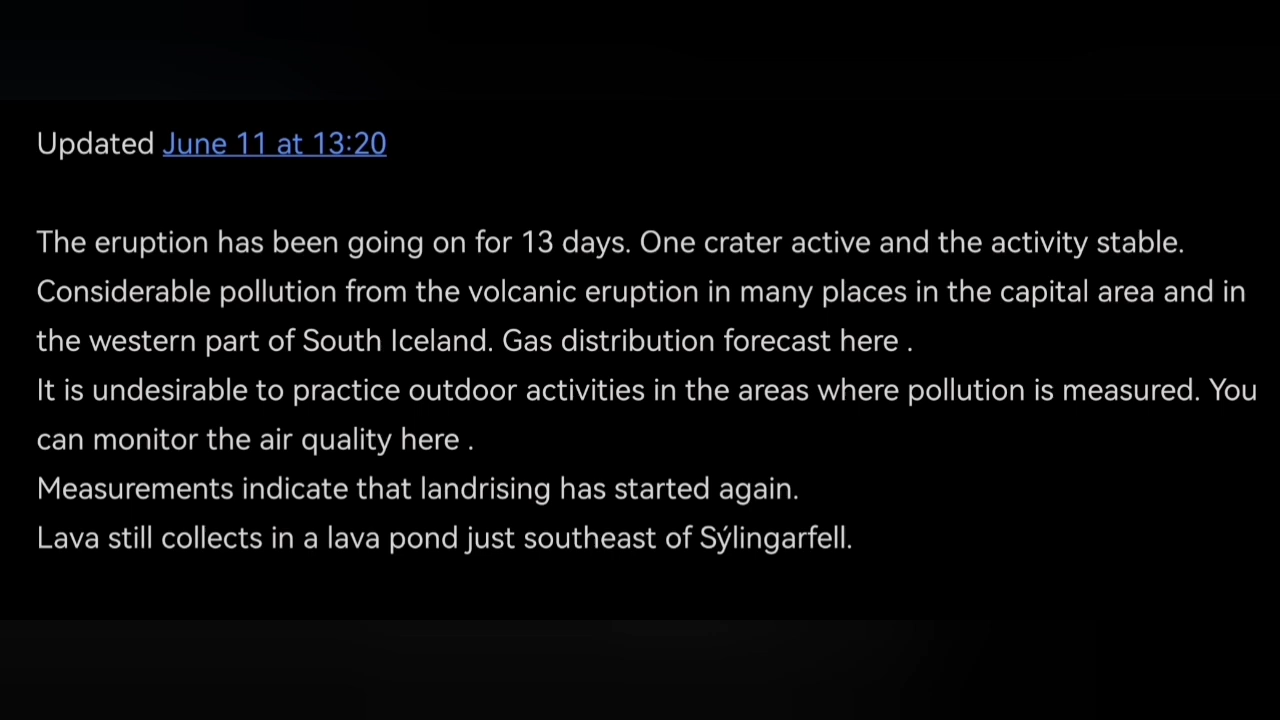 Updated June 11 at 13:20
The eruption has been going on for 13 days. One crater active and the activity stable.
Considerable pollution from the volcanic eruption in many places in the capital area and in
the western part of South Iceland. Gas distribution forecast here .
It is undesirable to practice outdoor activities in the areas where pollution is measured. You
can monitor the air quality here .
Measurements indicate that landrising has started again.
Lava still collects in a lava pond just southeast of Sýlingarfell.